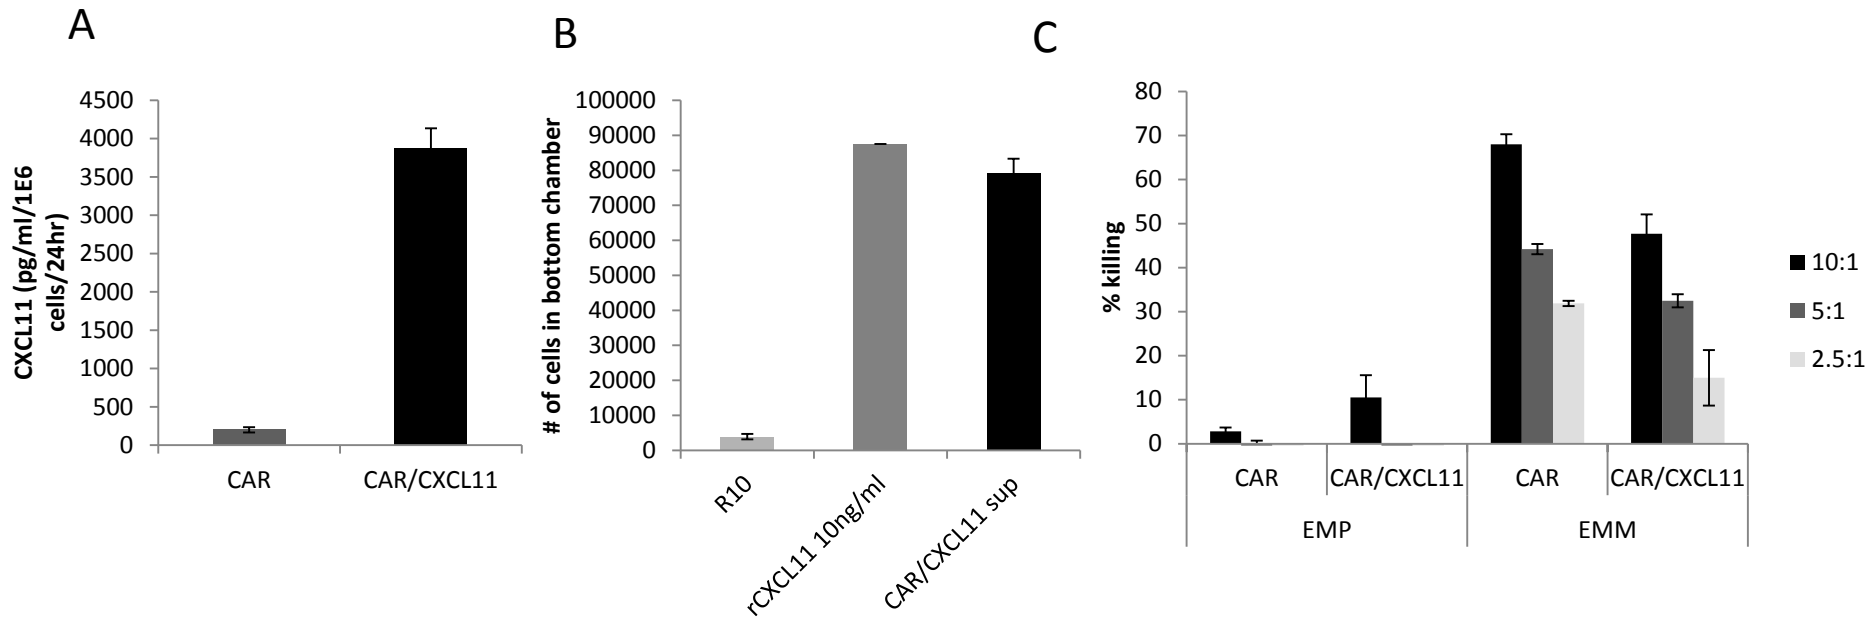 A
CXCL11 (pg/ml/1E6
cells/24hr)
4500
4000
3500
3000
2500
2000
1500
1000
500
0
CAR
CAR/CXCL11
B
# of cells in bottom chamber
100000
90000
80000
70000
60000
50000
40000
30000
20000
10000
0
R10
rCXCL11 10ng/ml
CAR/CXCL11 sup
C
% killing
80
70
60
50
40
30
20
10
0
CAR
CAR/CXCL11
CAR
CAR/CXCL11
EMP
EMM
10:1
5:1
2.5:1